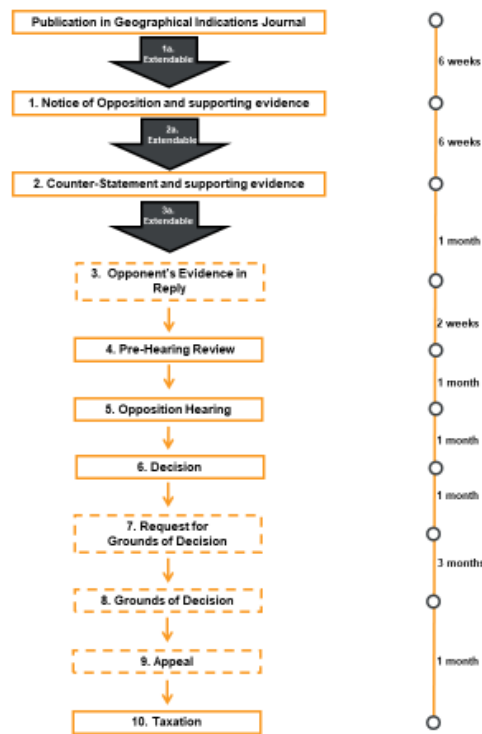 Publication in Geographical Indications Journal
1a.
Extendable
6 weeks
1. Notice of Opposition and supporting evidence
2a.
Extendable
6 weeks
2. Counter-Statement and supporting evidence
3a.
Extendable
1 month
3. Opponent's Evidence in
Reply
2 weeks
4. Pre-Hearing Review
1 month
5. Opposition Hearing
1 month
6. Decision
1 month
7. Request for
Grounds of Decision
3 months
8. Grounds of Decision
9. Appeal
1 month
10. Taxation